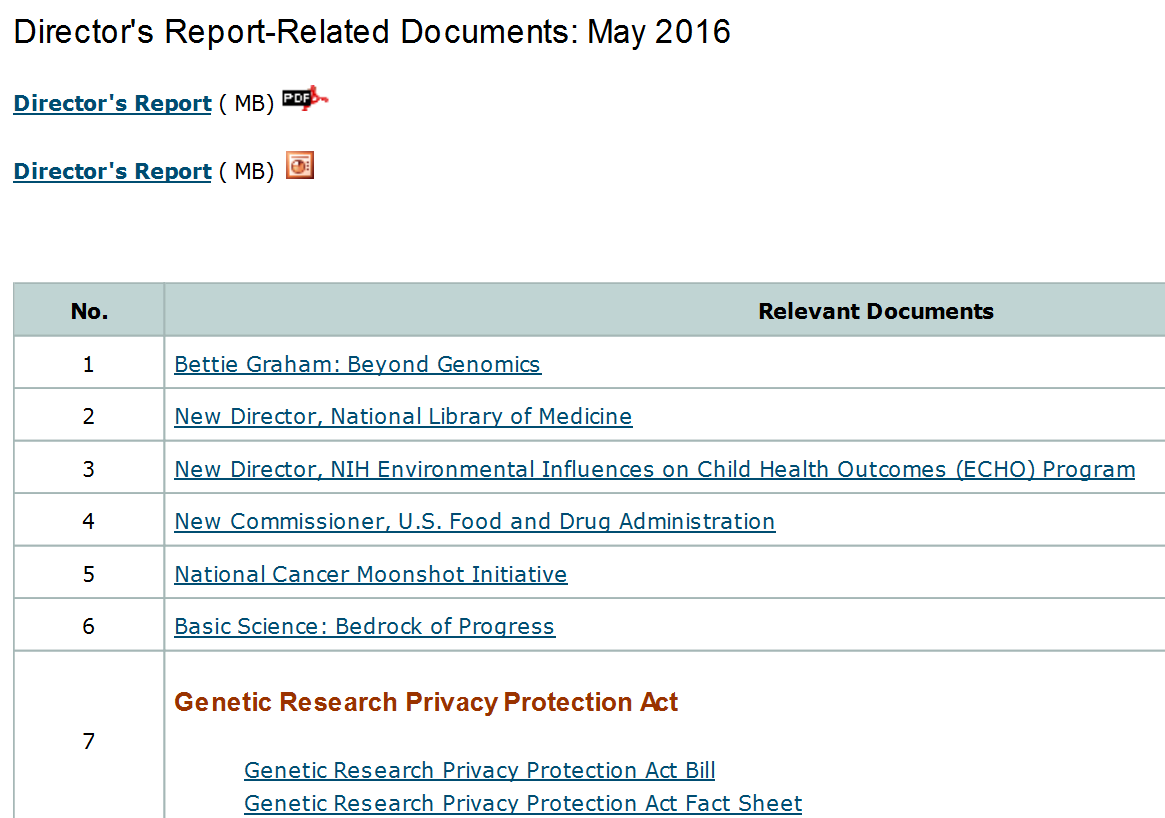 Director's Report-Related Documents: May 2016
Director's Report ( MB) PDF
Director's Report ( MB)
No. Relevant Documents
1 Bettie Graham: Beyond Genomics
2 New Director, National Library of Medicine
3 New Director, NIH Environmental Influences on Child Health Outcomes (ECHO) Program
4 New Commissioner, U.S. Food and Drug Administration
5 National Cancer Moonshot Initiative
6 Basic Science: Bedrock of Progress
Genetic Research Privacy Protection Act
7
Genetic Research Privacy Protection Act Bill
Genetic Research Privacy Protection Act Fact Sheet